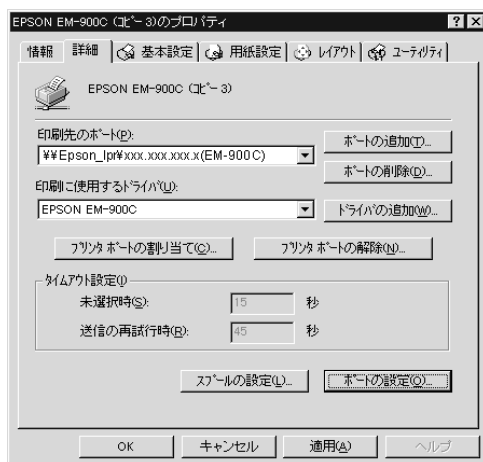 EPSON EM-900C (ｺﾋﾟｰ 3)のプロパティ
情報 詳細 基本設定 用紙設定 ﾚｲｱｳﾄ ﾕｰﾃｨﾘﾃｨ
EPSON EM-900C (ｺﾋﾟｰ 3)
印刷先のﾎﾟｰﾄ(P):
¥¥Epson_lpr¥xxx.xxx.xxx.x(EM-900C)
ﾎﾟｰﾄの追加(T)...
ﾎﾟｰﾄの削除(D)...
印刷に使用するﾄﾞﾗｲﾊﾞ(U):
EPSON EM-900C
ﾄﾞﾗｲﾊﾞの追加(W)...
ﾌﾟﾘﾝﾀ ﾎﾟｰﾄの割り当て(C)... ﾌﾟﾘﾝﾀ ﾎﾟｰﾄの解除(N)...
ﾀｲﾑｱｳﾄ設定(I)
未選択時(S): 15 秒
送信の再試行時(R): 45 秒
ｽﾌﾟｰﾙの設定(L)... ﾎﾟｰﾄの設定(O)...
OK キャンセル 適用(A) ヘルプ